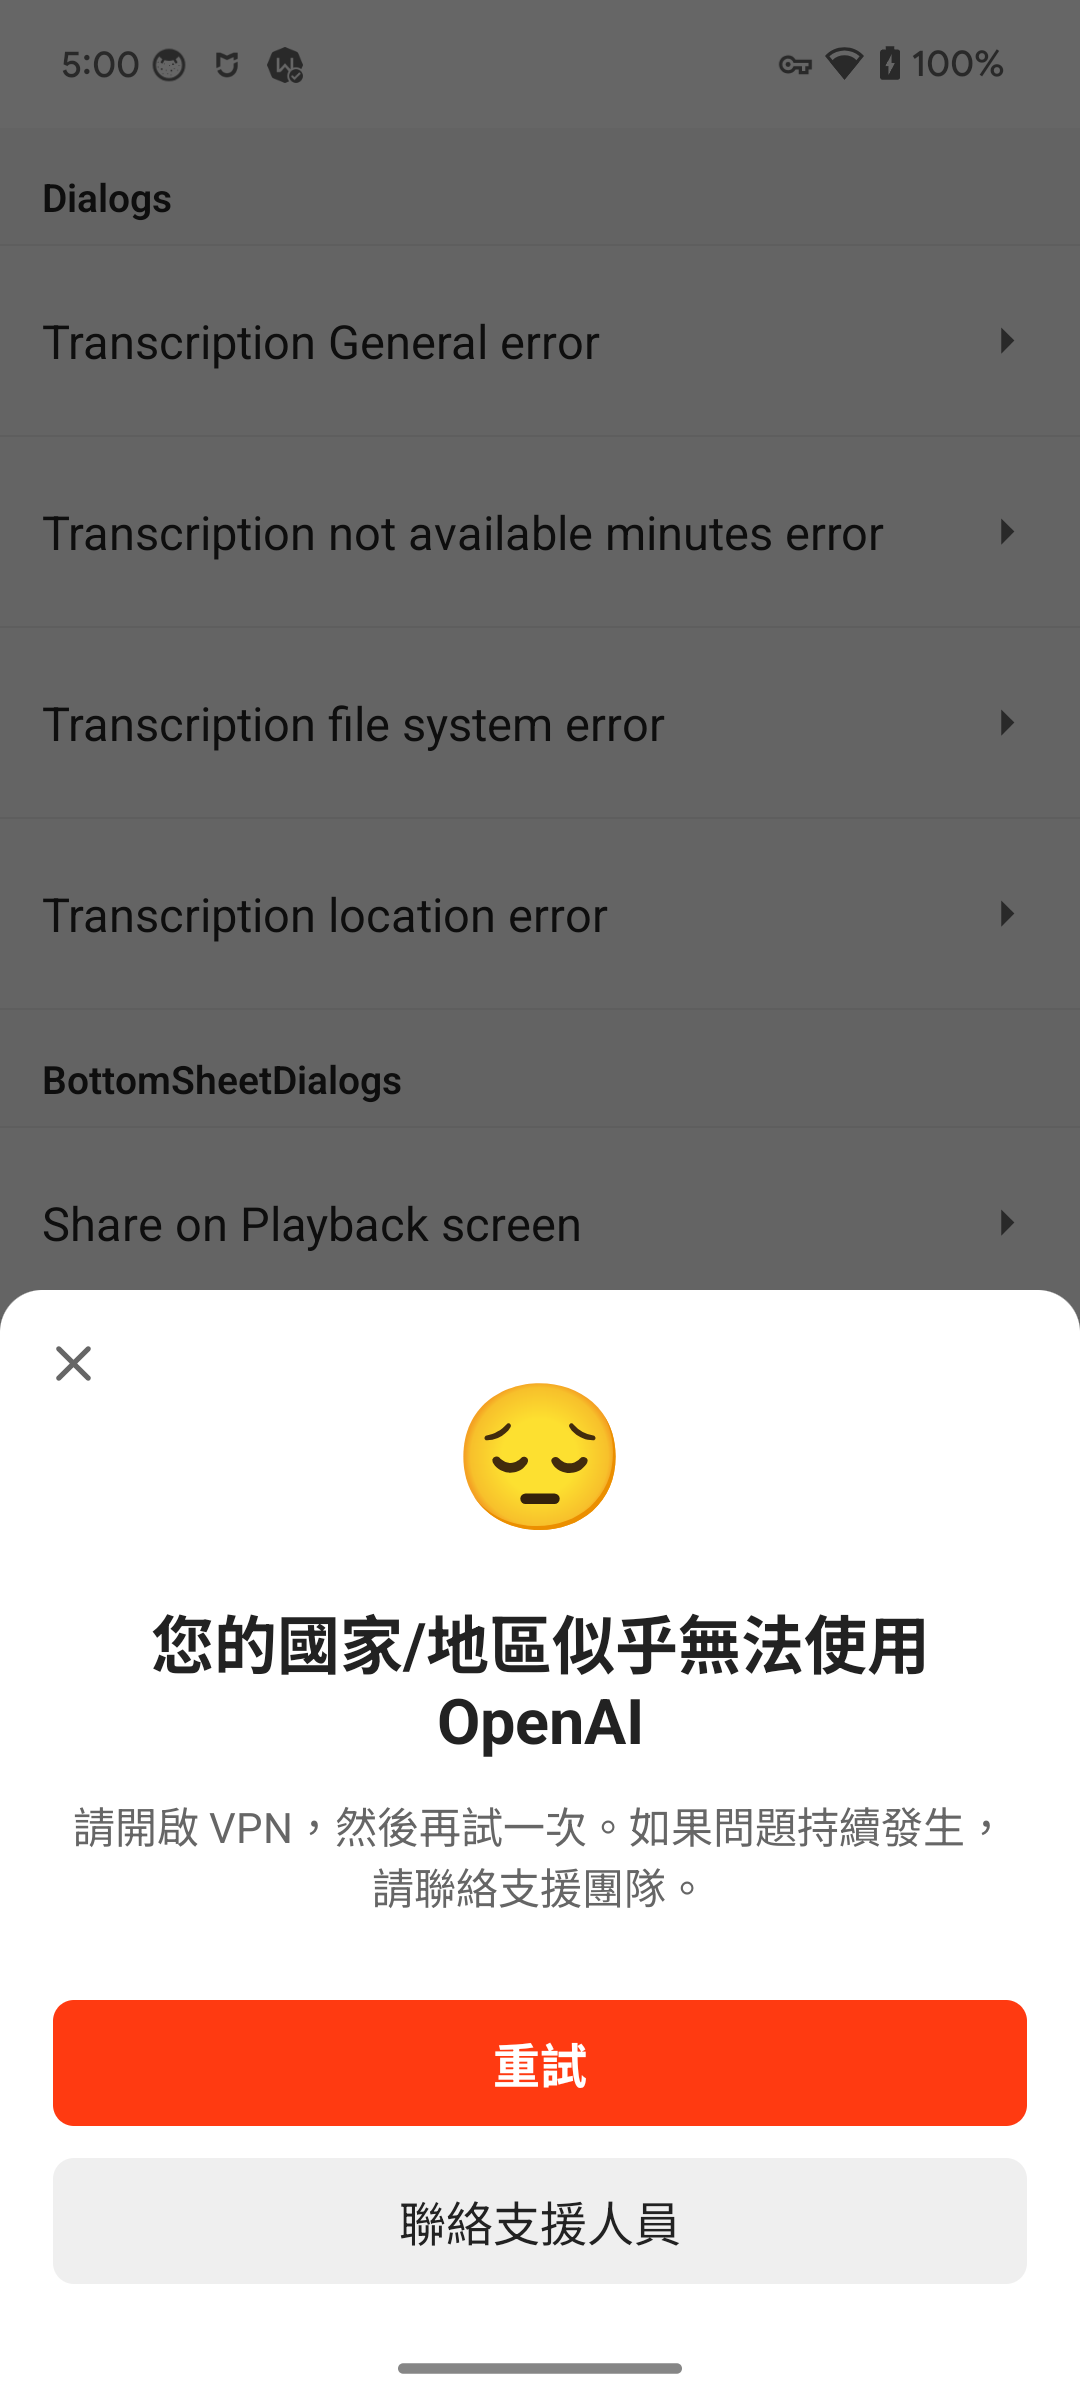 5:00
100%
Dialogs
Transcription General error
Transcription not available minutes error
Transcription file system error
Transcription location error
BottomSheetDialogs
Share on Playback screen
您的國家/地區似乎無法使用
OpenAI
請開啟 VPN，然後再試一次。如果問題持續發生，
請聯絡支援團隊。
重試
聯絡支援人員